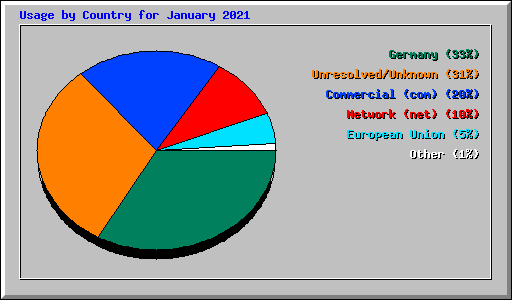 Usage by Country for January 2021
Germany (33%)
Unresolved/Unknown (31%)
Commercial (com) (20%)
Network (net) (10%)
European Union (5%)
Other (1%)